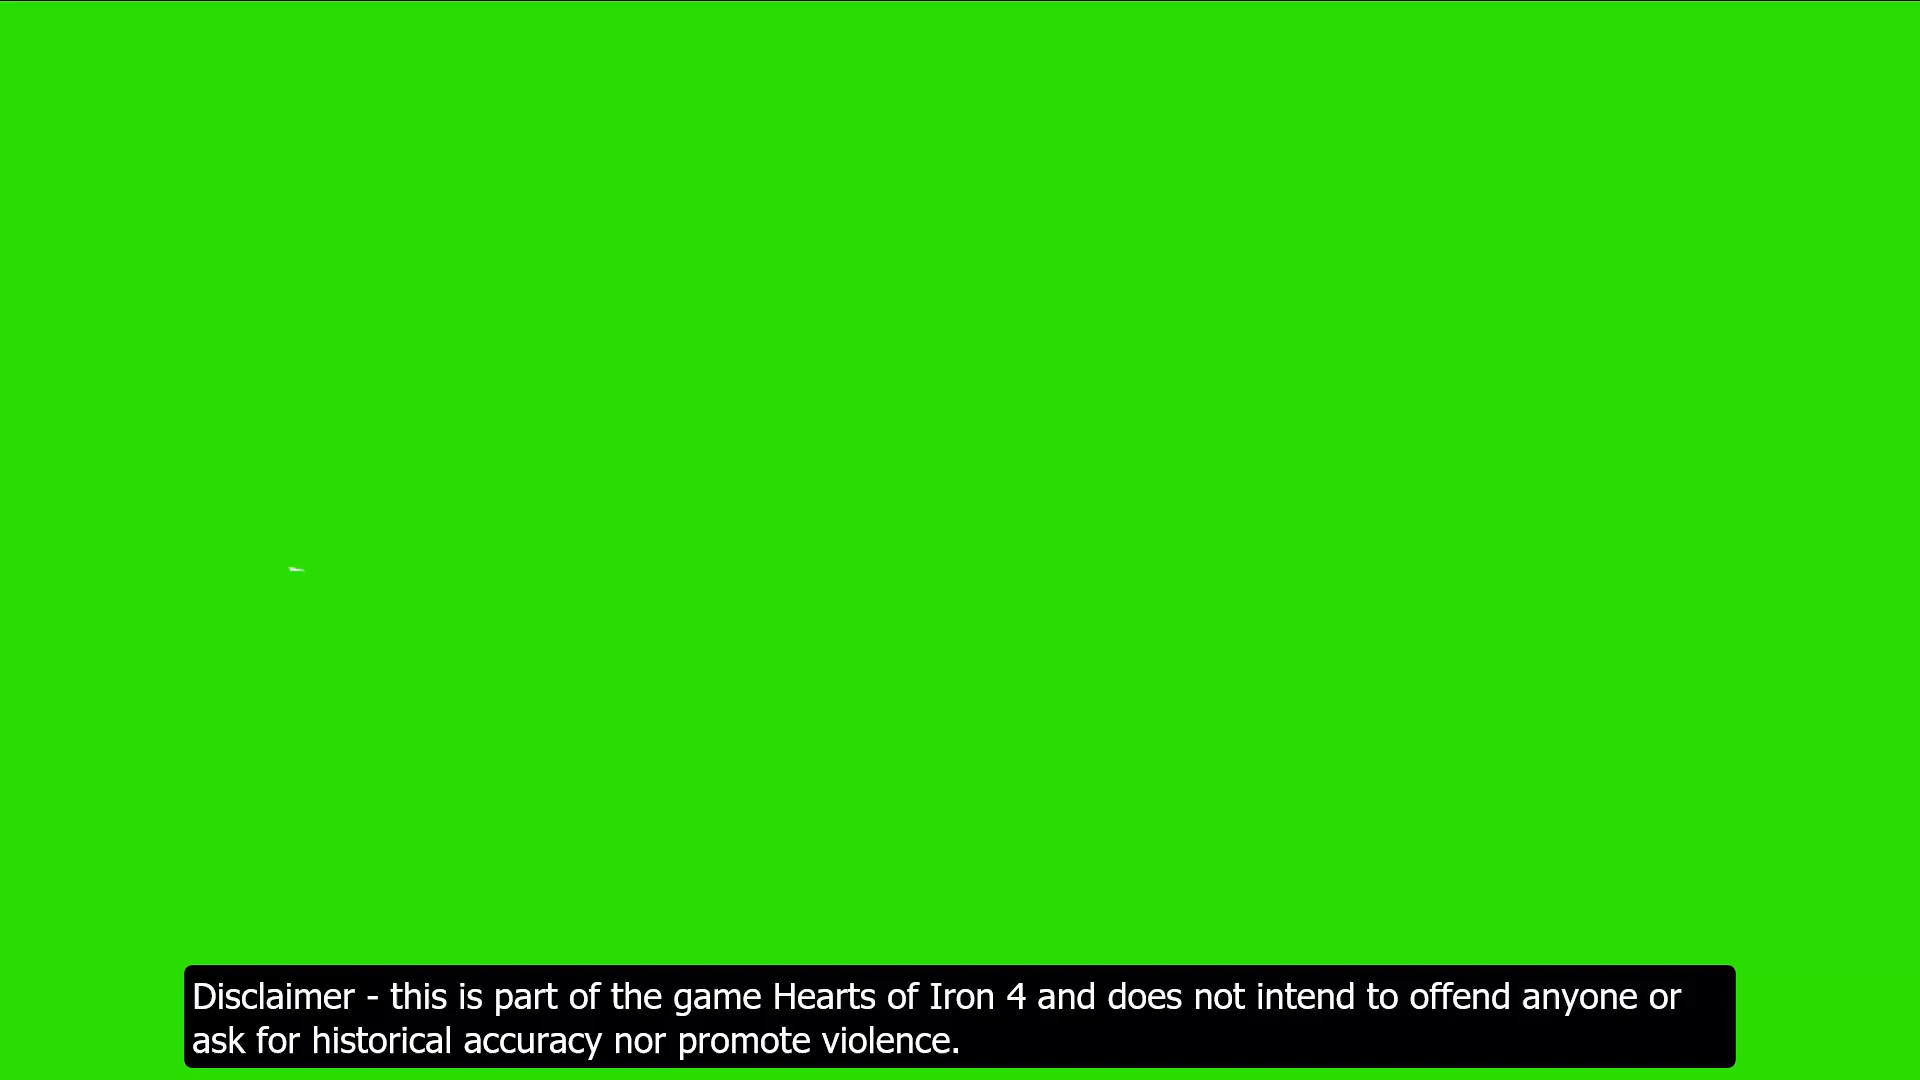 Disclaimer - this is part of the game Hearts of Iron 4 and does not intend to offend anyone or
ask for historical accuracy nor promote violence.